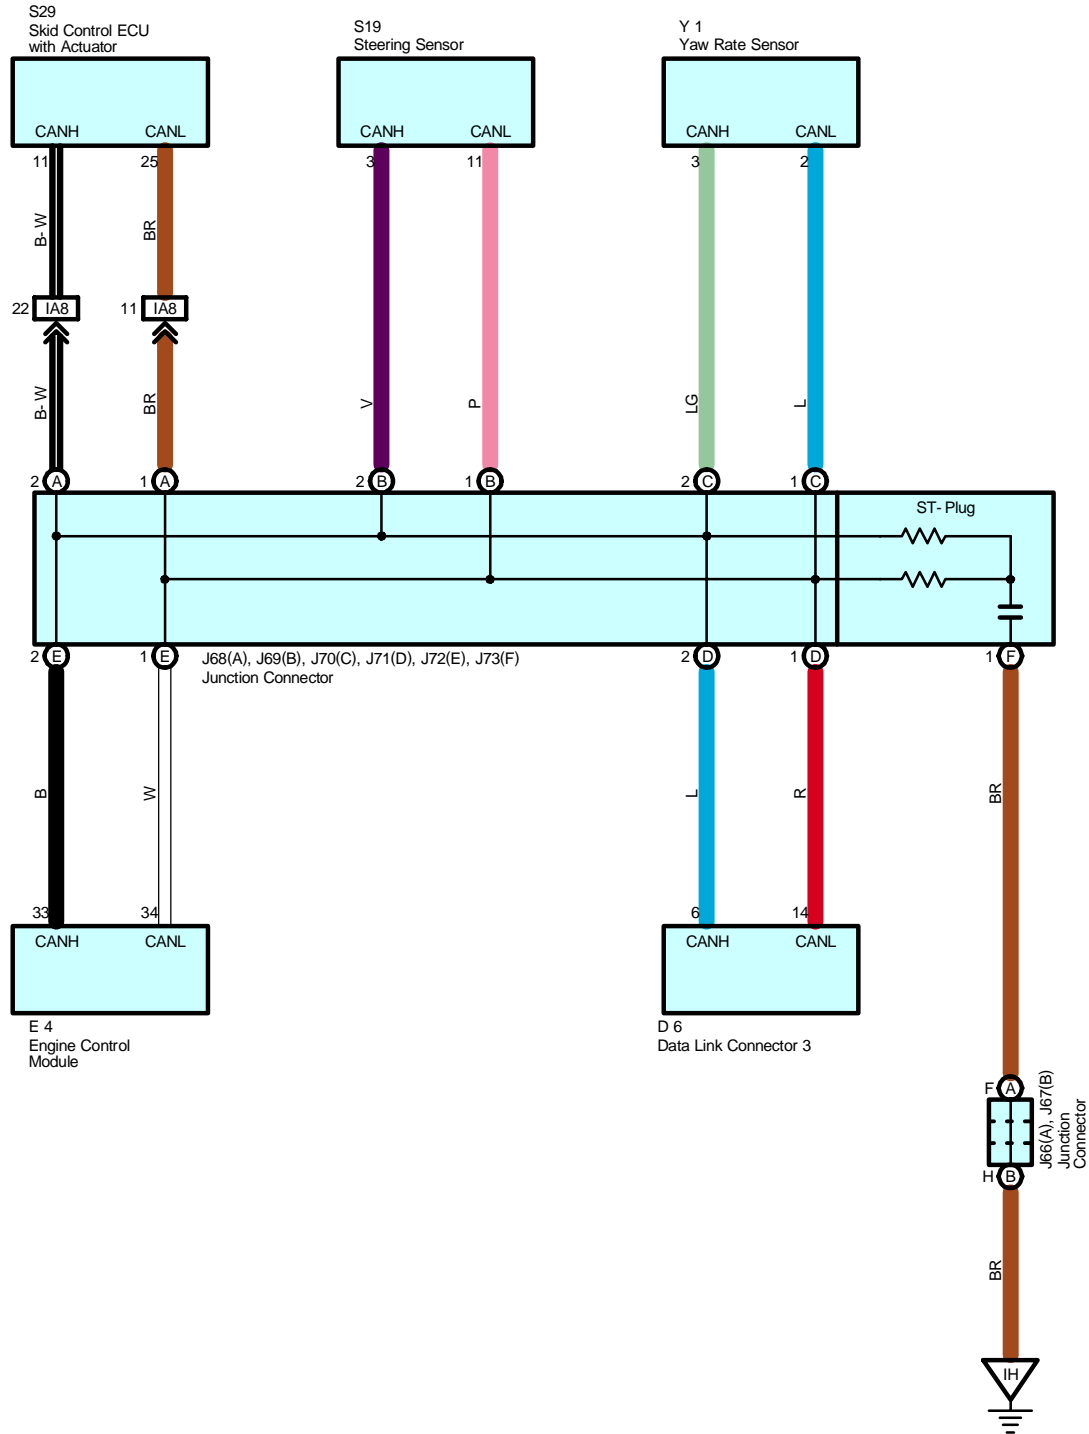 S29
Skid Control ECU
with Actuator
S19
Steering Sensor
Y 1
Yaw Rate Sensor
CANH CANL
CANH CANL
CANH CANL
11 25 3 11 3 2
B-W BR
22 IA8 11 IA8
B-W BR V P LG L
2 A 1 A 2 B 1 B 2 C 1 C
ST-Plug
2 E 1 E 2 D 1 D 1 F
J68(A), J69(B), J70(C), J71(D), J72(E), J73(F)
Junction Connector
B W L R BR
33 34 6 14
CANH CANL
CANH CANL
E 4
Engine Control
Module
D 6
Data Link Connector 3
F A
J66(A), J67(B)
Junction
Connector
H B
BR
IH